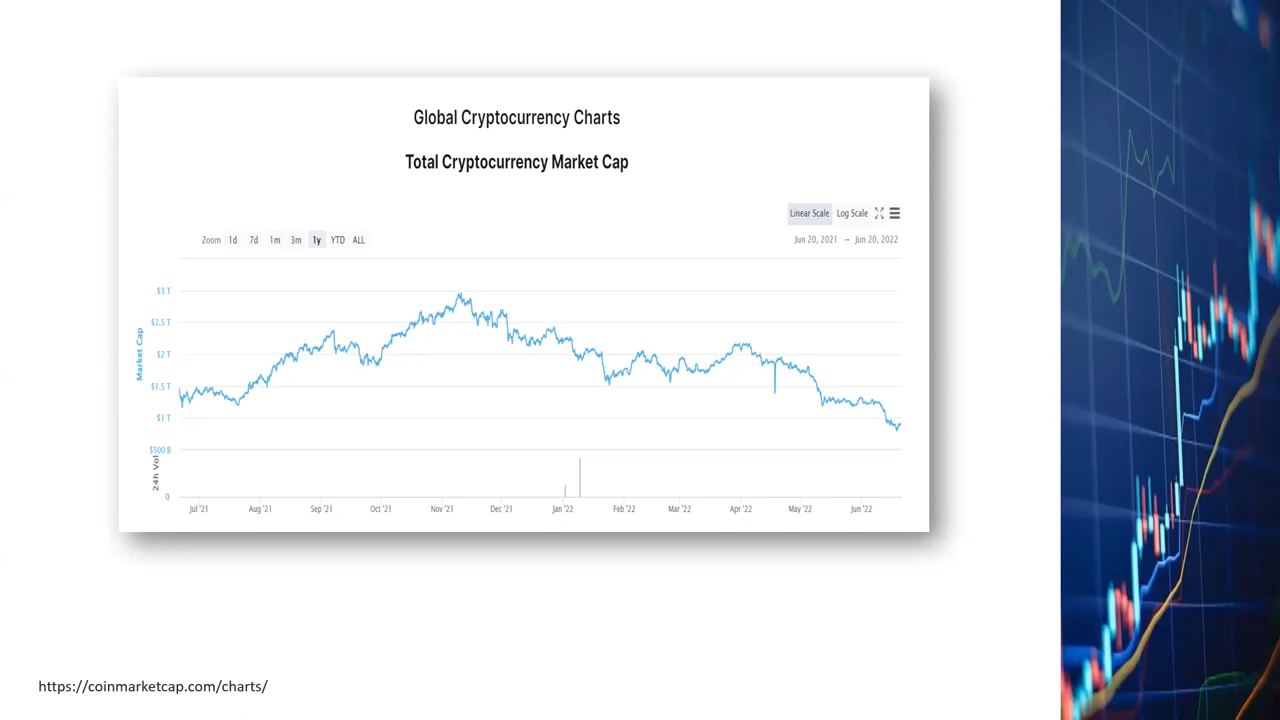 Global Cryptocurrency Charts
Total Cryptocurrency Market Cap
Linear Scale Log Scale
Zoom 1d 7d 1m 3m 1y YTD ALL
Jun 20, 2021 → Jun 20, 2022
$3 T
$2.5 T
$2 T
$1.5 T
$1 T
$500 B
0
Market Cap
24h Vol
Jul '21 Aug '21 Sep '21 Oct '21 Nov '21 Dec '21 Jan '22 Feb '22 Mar '22 Apr '22 May '22 Jun '22
https://coinmarketcap.com/charts/